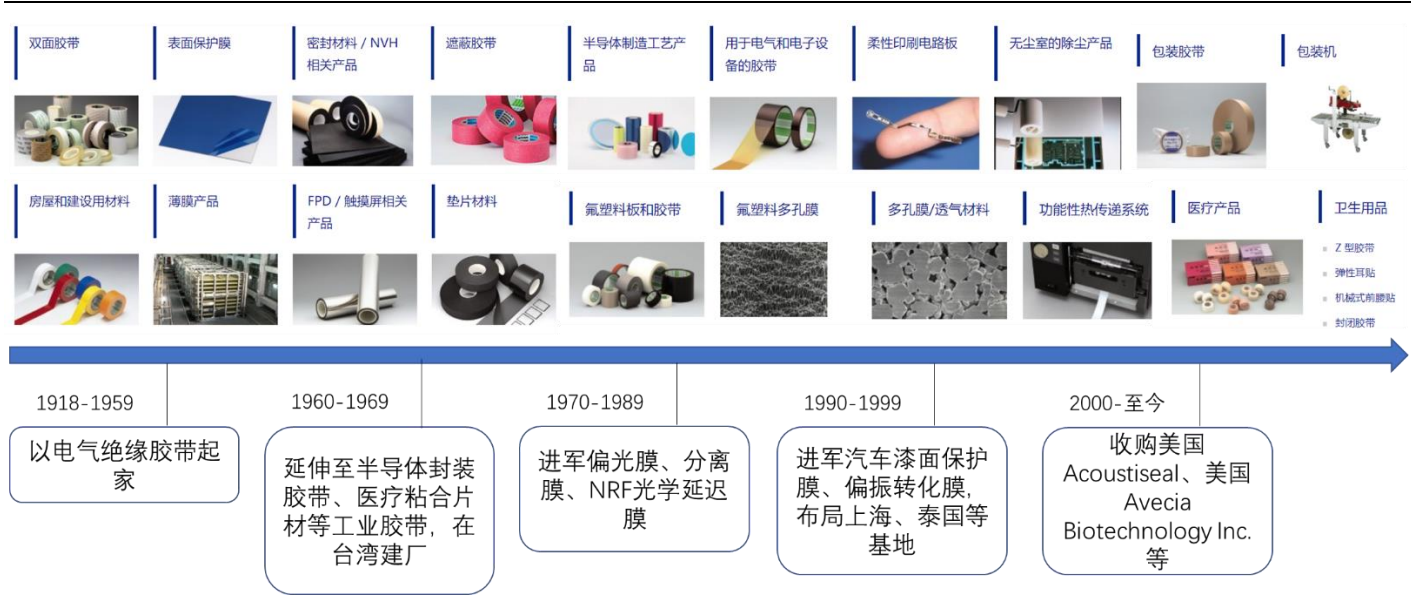 双面胶带
表面保护膜
密封材料 / NVH
相关产品
遮蔽胶带
半导体制造工艺产
品
用于电气和电子设
备的胶带
柔性印刷电路板
无尘室的除尘产品
包装胶带
包装机
房屋和建设用材料
薄膜产品
FPD / 触摸屏相关
产品
垫片材料
氟塑料板和胶带
氟塑料多孔膜
多孔膜/透气材料
功能性热传递系统
医疗产品
卫生用品
Z 型胶带
弹性耳贴
机械式前腰贴
封闭胶带
1918-1959
以电气绝缘胶带起
家
1960-1969
延伸至半导体封装
胶带、医疗粘合片
材等工业胶带，在
台湾建厂
1970-1989
进军偏光膜、分离
膜、NRF光学延迟
膜
1990-1999
进军汽车漆面保护
膜、偏振转化膜,
布局上海、泰国等
基地
2000-至今
收购美国
Acoustiseal、美国
Avecia
Biotechnology Inc.
等